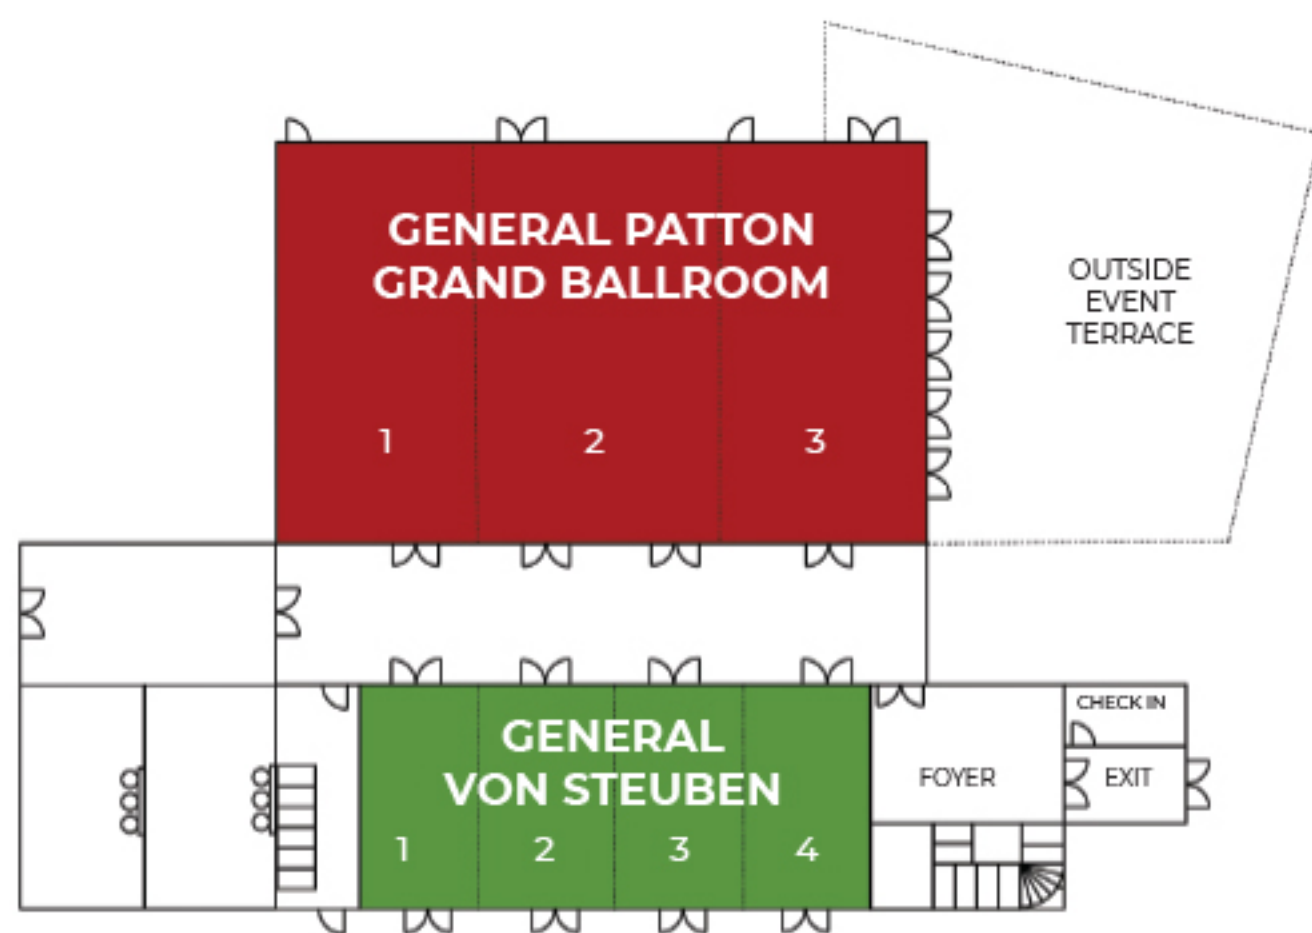 GENERAL PATTON
GRAND BALLROOM
1
2
3
OUTSIDE
EVENT
TERRACE
GENERAL
VON STEUBEN
1
2
3
4
FOYER
CHECK IN
EXIT